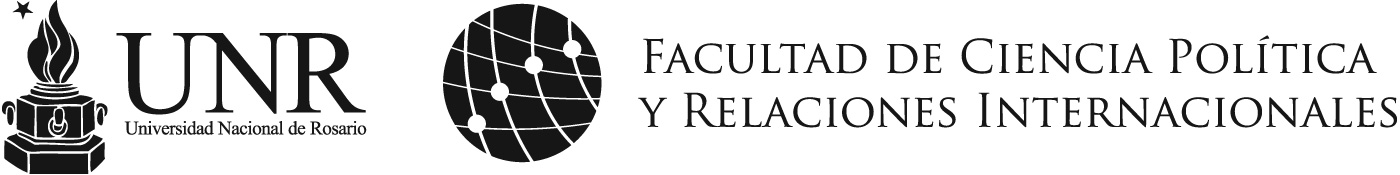 UNR
Universidad Nacional de Rosario
FACULTAD DE CIENCIA POLÍTICA
Y RELACIONES INTERNACIONALES